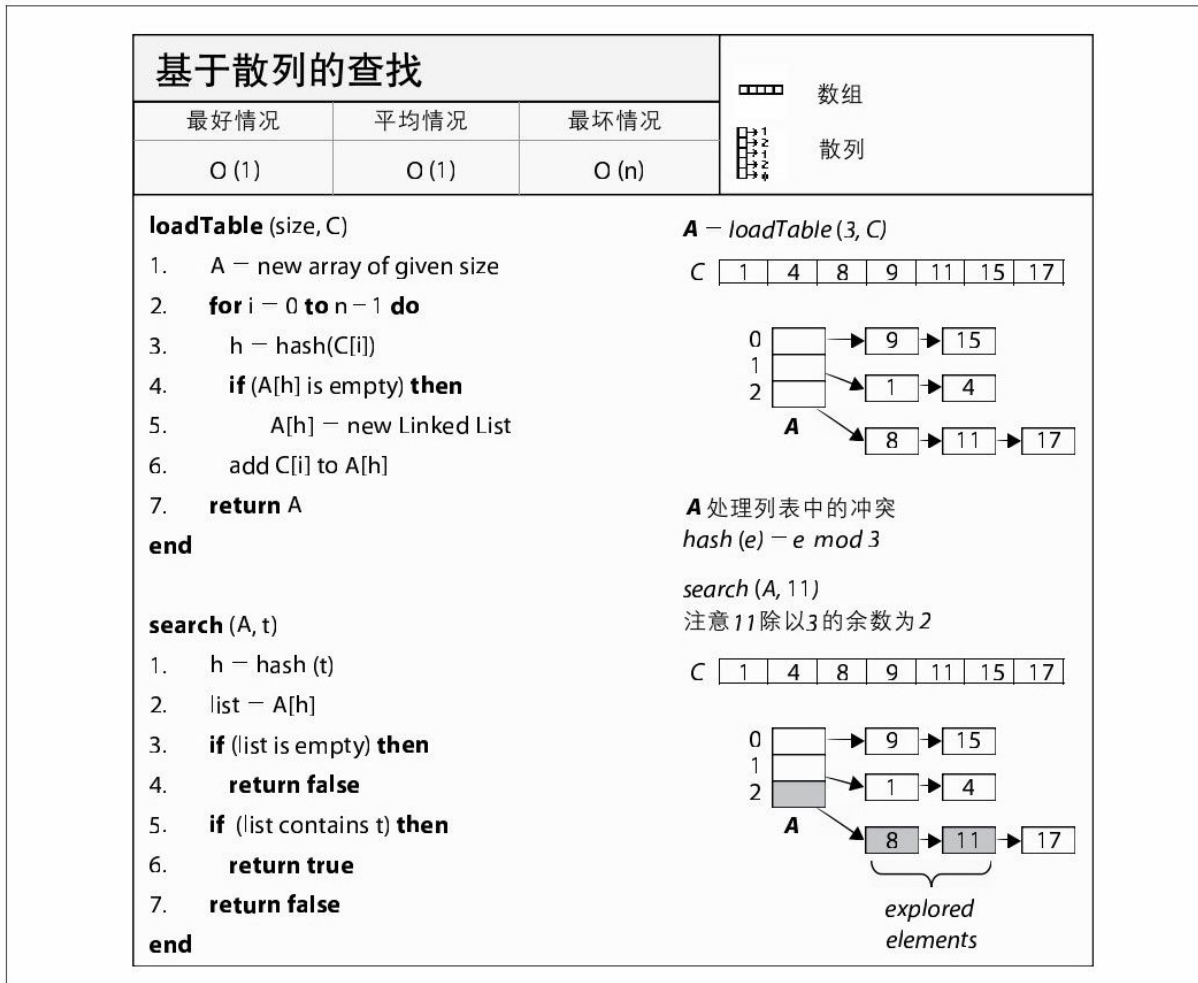 基于散列的查找
最好情况 平均情况 最坏情况
O (1) O (1) O (n)
数组
1
2
1
2
散列
loadTable (size, C)
1. A — new array of given size
2. for i — 0 to n — 1 do
3. h — hash(C[i])
4. if (A[h] is empty) then
5. A[h] — new Linked List
6. add C[i] to A[h]
7. return A
end
search (A, t)
1. h — hash (t)
2. list — A[h]
3. if (list is empty) then
4. return false
5. if (list contains t) then
6. return true
7. return false
end
A — loadTable (3, C)
C 1 4 8 9 11 15 17
0 9 15
1
2 1 4
A 8 11 17
A 处理列表中的冲突
hash (e) — e mod 3
search (A, 11)
注意11除以3的余数为2
C 1 4 8 9 11 15 17
0 9 15
1
2 1 4
A 8 11 17
explored
elements